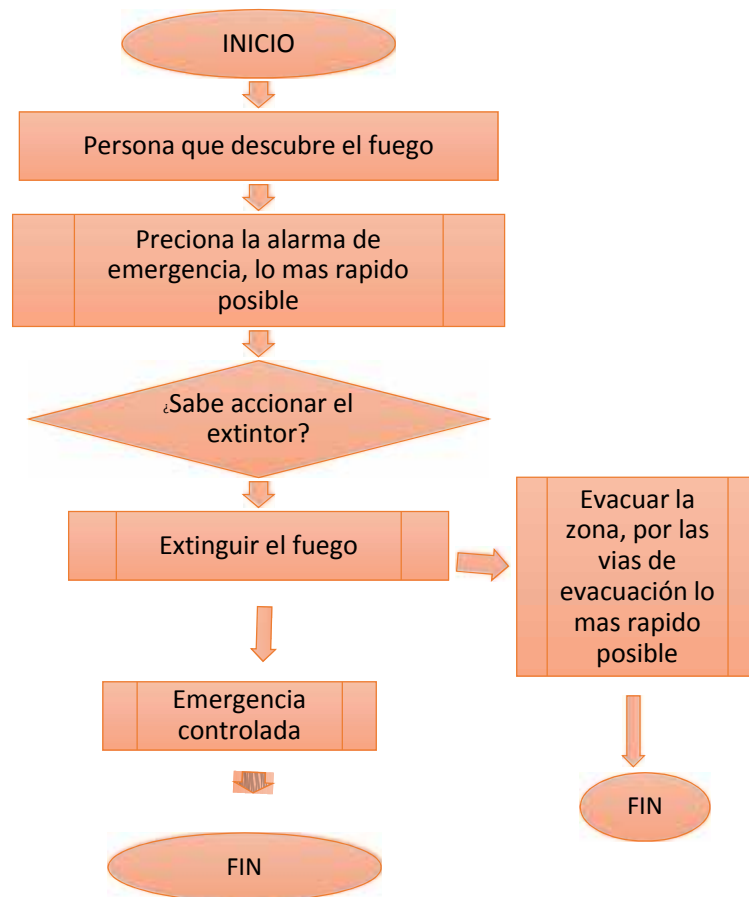 INICIO
Persona que descubre el fuego
Preciona la alarma de
emergencia, lo mas rapido
posible
¿Sabe accionar el
extintor?
Extinguir el fuego
Evacuar la
zona, por las
vias de
evacuación lo
mas rapido
posible
Emergencia
controlada
FIN
FIN